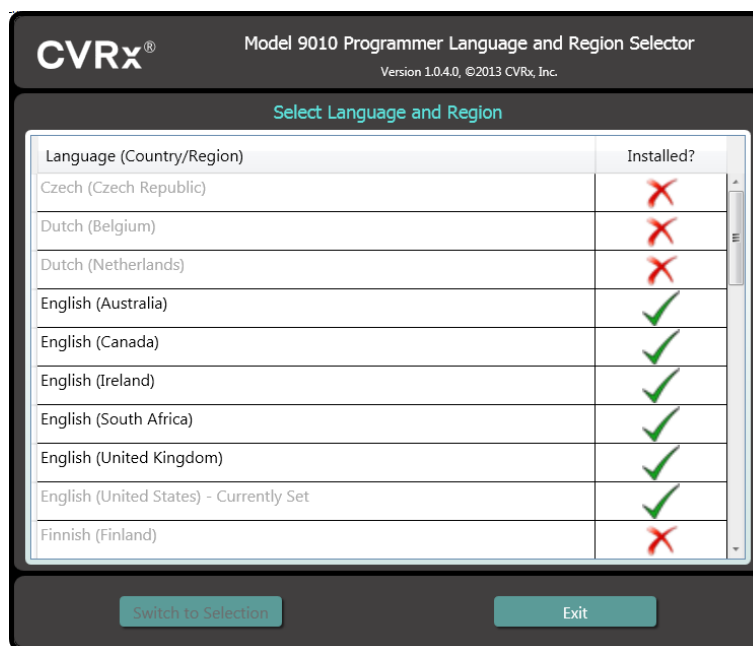 CVRx®
Model 9010 Programmer Language and Region Selector
Version 1.0.4.0, ©2013 CVRx, Inc.
Select Language and Region
Language (Country/Region) Installed?
Czech (Czech Republic)
Dutch (Belgium)
Dutch (Netherlands)
English (Australia)
English (Canada)
English (Ireland)
English (South Africa)
English (United Kingdom)
English (United States) - Currently Set
Finnish (Finland)
Switch to Selection Exit